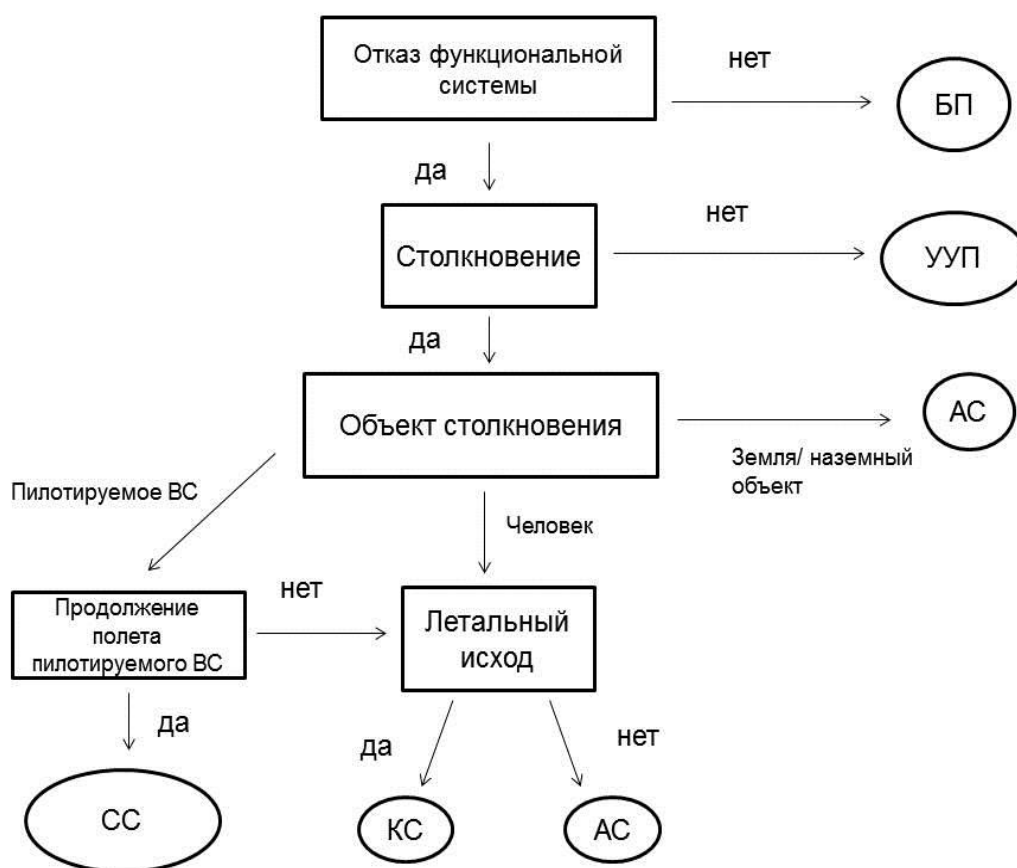 Отказ функциональной
системы
нет
БП
да
Столкновение
нет
УУП
да
Объект столкновения
АС
Земля/ наземный
объект
Пилотируемое ВС
Человек
Продолжение
полета
пилотируемого ВС
нет
Летальный
исход
да
СС
да
КС
нет
АС